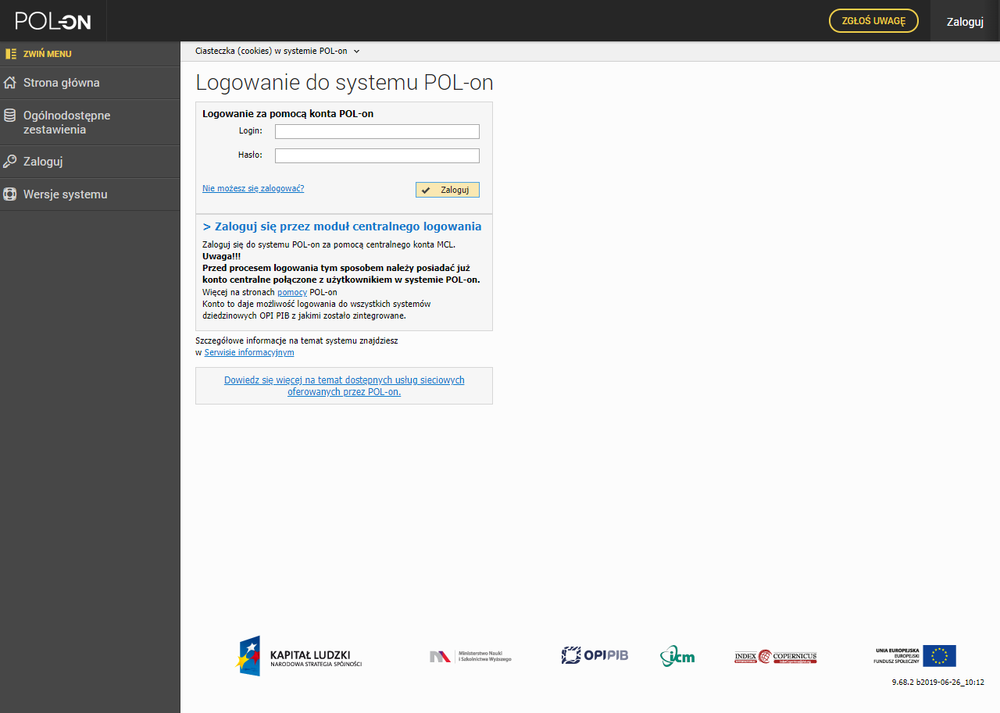 POL-ON
ZGŁOŚ UWAGĘ
Zaloguj
ZWIŃ MENU
Strona główna
Ogólnodostępne
zestawienia
Zaloguj
Wersje systemu
Ciasteczka (cookies) w systemie POL-on
Logowanie do systemu POL-on
Logowanie za pomocą konta POL-on
Login:
Hasło:
Nie możesz się zalogować?
Zaloguj
> Zaloguj się przez moduł centralnego logowania
Zaloguj się do systemu POL-on za pomocą centralnego konta MCL.
Uwaga!!!
Przed procesem logowania tym sposobem należy posiadać już
konto centralne połączone z użytkownikiem w systemie POL-on.
Więcej na stronach pomocy POL-on
Konto to daje możliwość logowania do wszystkich systemów
dziedzinowych OPI PIB z jakimi zostało zintegrowane.
Szczegółowe informacje na temat systemu znajdziesz
w Serwisie informacyjnym
Dowiedz się więcej na temat dostępnych usług sieciowych
oferowanych przez POL-on.
KAPITAŁ LUDZKI
NARODOWA STRATEGIA SPÓJNOŚCI
Ministerstwo Nauki
i Szkolnictwa Wyższego
OPI PIB
icm
INDEX COPERNICUS
UNIA EUROPEJSKA
EUROPEJSKI
FUNDUSZ SPOŁECZNY
9.68.2 b2019-06-26_10:12